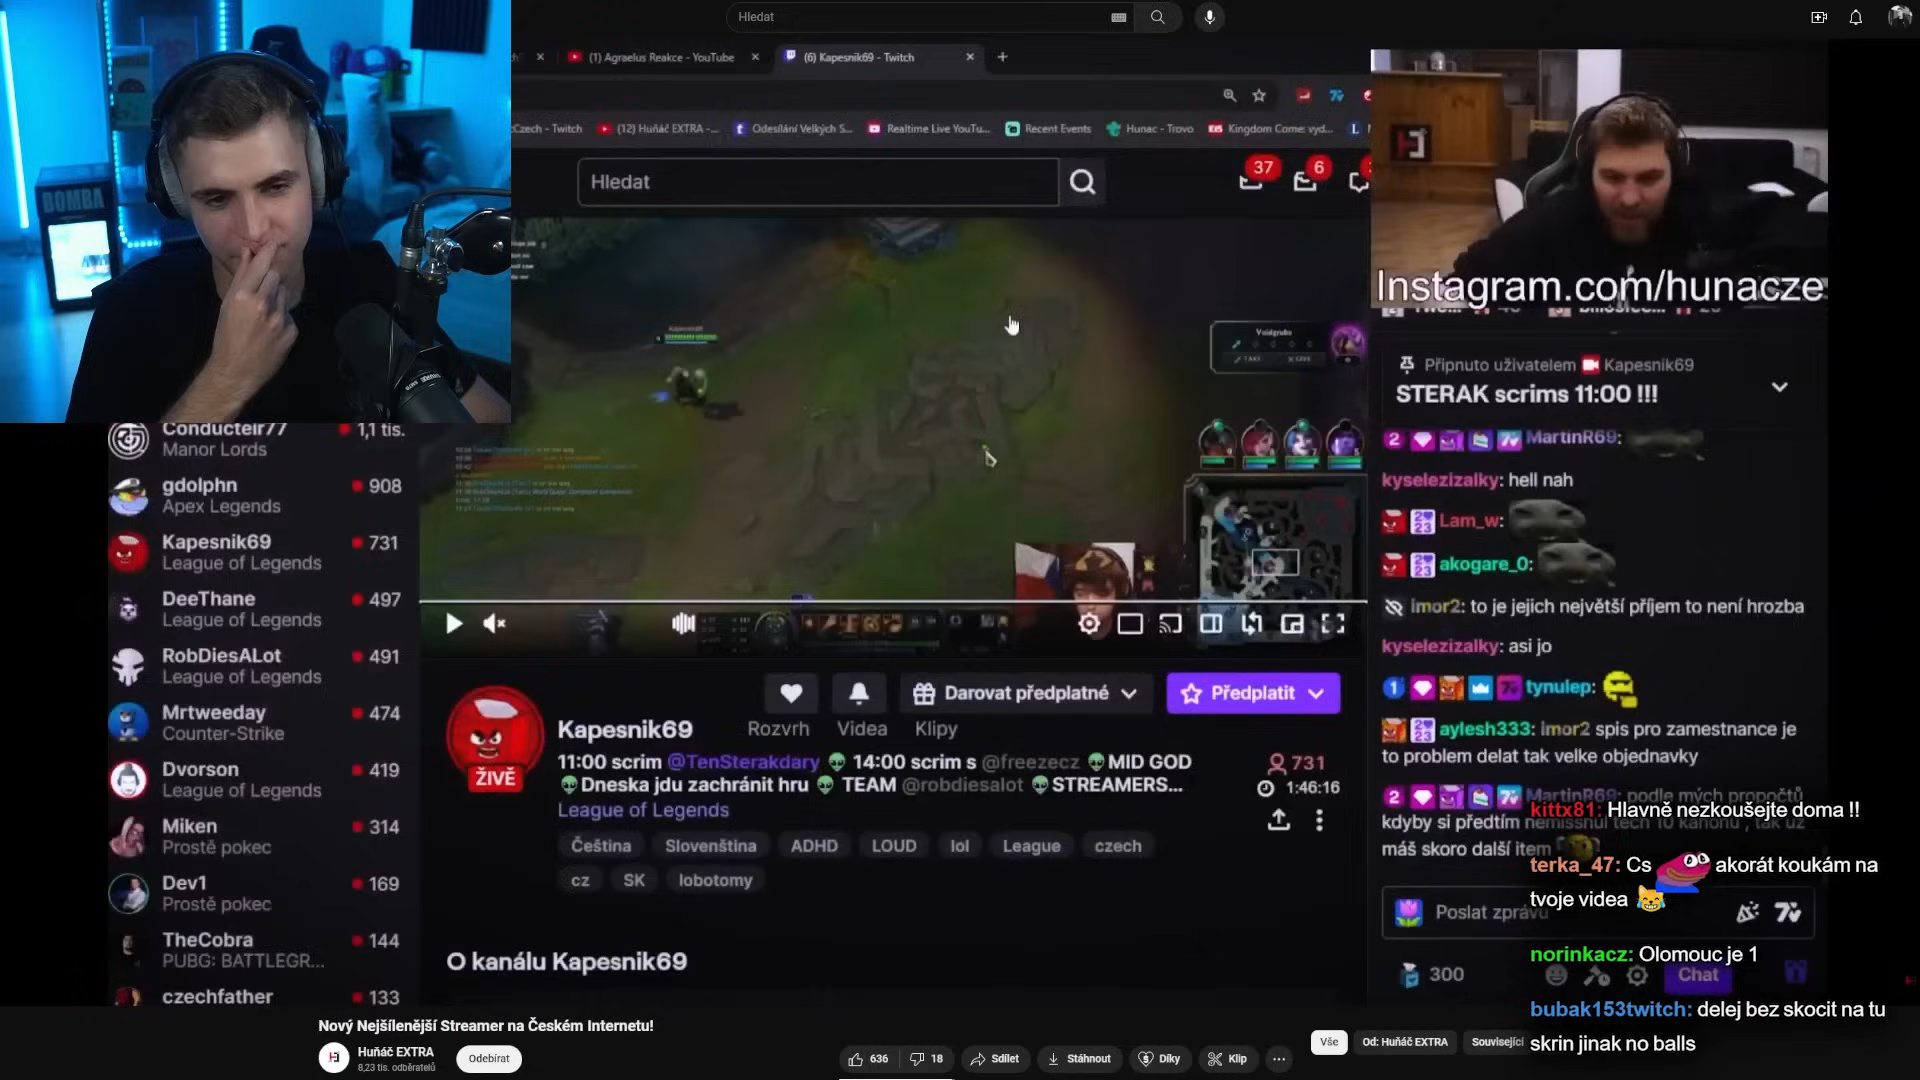 Hledat
(1) Agraelus Reakce - YouTube
(6) Kapesnik69 - Twitch
Czech - Twitch
(12) Huňáč EXTRA -...
Odesílání Velkých S...
Realtime Live YouTu...
Recent Events
Hunac - Trovo
Kingdom Come: vyd...
Hledat
37
6
BOMBA
Instagram.com/hunacze
Voidgrubs
Připnuto uživatelem Kapesnik69
STERAK scrims 11:00 !!!
Conducteir77
1,1 tis.
Manor Lords
gdolphn
908
Apex Legends
Kapesnik69
731
League of Legends
DeeThane
497
League of Legends
RobDiesALot
491
League of Legends
Mrtweeday
474
Counter-Strike
Dvorson
419
League of Legends
Miken
314
Prostě pokec
Dev1
169
Prostě pokec
TheCobra
144
PUBG: BATTLEGR...
czechfather
133
MartinR69:
kyselezizalky: hell nah
Lam_w:
akogare_0:
lmor2: to je jejich největší příjem to není hrozba
kyselezizalky: asi jo
tynulep:
aylesh333: lmor2 spis pro zamestnance je
to problem delat tak velke objednavky
MartinR69: podle mých propočtů
kdyby si předtím nemissnul těch 10 kanónů , tak už
máš skoro další item
Poslat zprávu
300
Chat
Darovat předplatné
Předplatit
Kapesnik69
Rozvrh
Videa
Klipy
ŽIVĚ
11:00 scrim @TenSterakdary 14:00 scrim s @freezecz MID GOD
Dneska jdu zachránit hru TEAM @robdiesalot STREAMERS...
League of Legends
731
1:46:16
Čeština
Slovenština
ADHD
LOUD
lol
League
czech
cz
SK
lobotomy
O kanálu Kapesnik69
kittx81: Hlavně nezkoušejte doma !!
terka_47: Cs akorát koukám na
tvoje videa
norinkacz: Olomouc je 1
bubak153twitch: delej bez skocit na tu
skrin jinak no balls
Nový Nejšílenější Streamer na Českém Internetu!
Huňáč EXTRA
8,23 tis. odběratelů
Odebírat
636
18
Sdílet
Stáhnout
Díky
Klip
Vše
Od: Huňáč EXTRA
Související